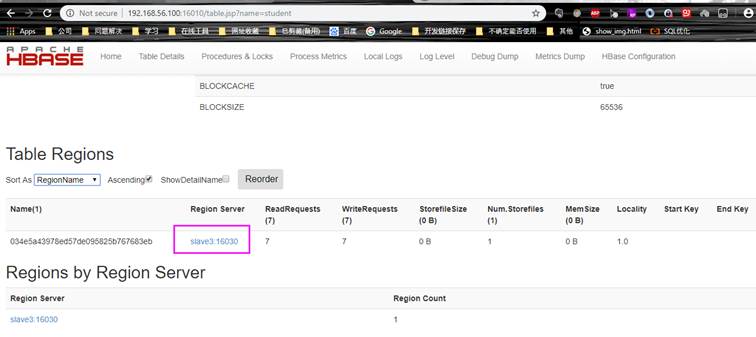 Not secure | 192.168.56.100:16010/table.jsp?name=student
Apps 公司 问题解决 学习 在线工具 网址收藏 已剪藏(备用) 百度 Google 开发链接保存 不确定能否使用 其他 show_img.html SQL优化
APACHE
HBASE Home Table Details Procedures & Locks Process Metrics Local Logs Log Level Debug Dump Metrics Dump HBase Configuration
BLOCKCACHE true
BLOCKSIZE 65536
Table Regions
Sort As RegionName Ascending ShowDetailName Reorder
Name(1) Region Server ReadRequests WriteRequests StorefileSize Num.Storefiles MemSize Locality Start Key End Key
(7) (7) (0 B) (1) (0 B)
034e5a43978ed57de095825b767683eb slave3:16030 7 7 0 B 1 0 B 1.0
Regions by Region Server
Region Server Region Count
slave3:16030 1